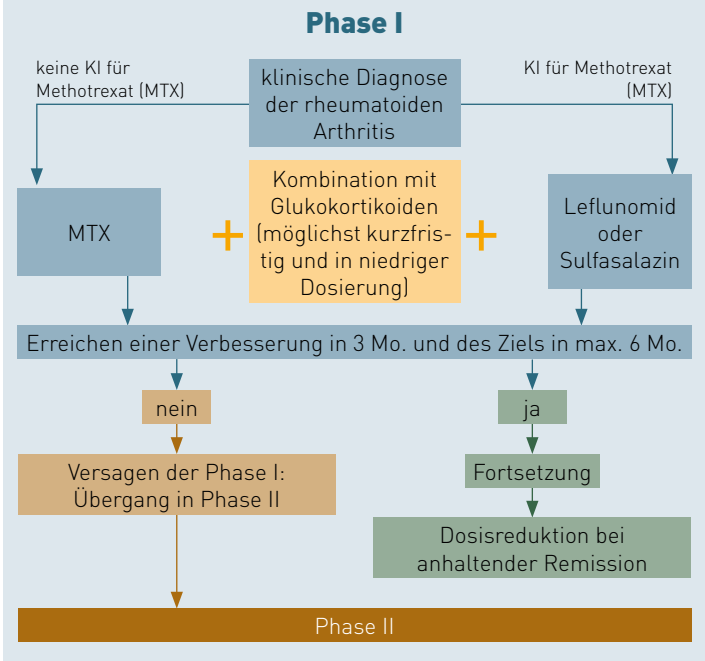 Phase I
keine KI für
Methotrexat (MTX)
klinische Diagnose
der rheumatoiden
Arthritis
KI für Methotrexat
(MTX)
MTX
+
Kombination mit
Glukokortikoiden
(möglichst kurzfris-
tig und in niedriger
Dosierung)
+
Leflunomid
oder
Sulfasalazin
Erreichen einer Verbesserung in 3 Mo. und des Ziels in max. 6 Mo.
nein
ja
Versagen der Phase I:
Übergang in Phase II
Fortsetzung
Dosisreduktion bei
anhaltender Remission
Phase II